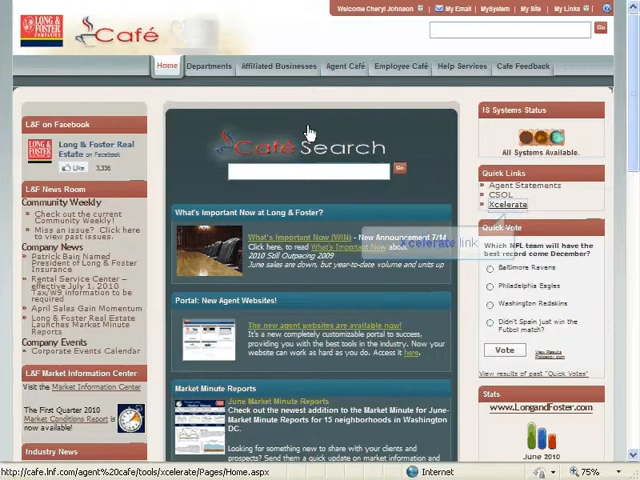 Welcome Cheryl Johnson
My Email
MySystem
My Site
My Links
LONG &
FOSTER
COMPANIES
Café
Go
Home
Departments
Affiliated Businesses
Agent Café
Employee Café
Help Services
Cafe Feedback
L&F on Facebook
Long & Foster Real
Estate on Facebook
Like
3,336
L&F News Room
Community Weekly
Check out the current
Community Weekly!
Miss an issue? Click here
to view past issues.
Company News
Patrick Bain Named
President of Long &
Foster Insurance
Rental Service Center –
effective July 1, 2010
Tax/W9 information to be
required
April Sales Gain Momentum
Long & Foster Real Estate
Launches Market Minute
Reports
Company Events
Corporate Events Calendar
L&F Market Information Center
Visit the Market Information Center
The First Quarter 2010
Market Conditions Report is
now available!
Industry News
Café Search
Go
What's Important Now at Long & Foster?
What's Important Now (WIN) - New Announcement 7/14
Click here, to read What's Important Now about
2010 Still Outpacing 2009
June sales are down, but year-to-date volume and units up
Xcelerate link
Portal: New Agent Websites!
The new agent websites are available now!
It's a new completely customizable portal to success,
providing you with the best tools in the industry. Now your
website can work as hard as you do. Access it here.
Market Minute Reports
June Market Minute Reports
Check out the newest addition to the Market Minute for June-
Market Minute Reports for 15 neighborhoods in Washington
DC.
Looking for something new to share with your clients and
prospects? Send them a quick update on market information
IS Systems Status
All Systems Available.
Quick Links
Agent Statements
CSOL
Xcelerate
Quick Vote
Which NFL team will have the
best record come December?
Baltimore Ravens
Philadelphia Eagles
Washington Redskins
Didn't Spain just win the
Futbol match?
Vote
View Results
View results of past "Quick Votes"
Stats
www.LongandFoster.com
June 2010
http://cafe.lnf.com/agent%20cafe/tools/xcelerate/Pages/Home.aspx
Internet
75%